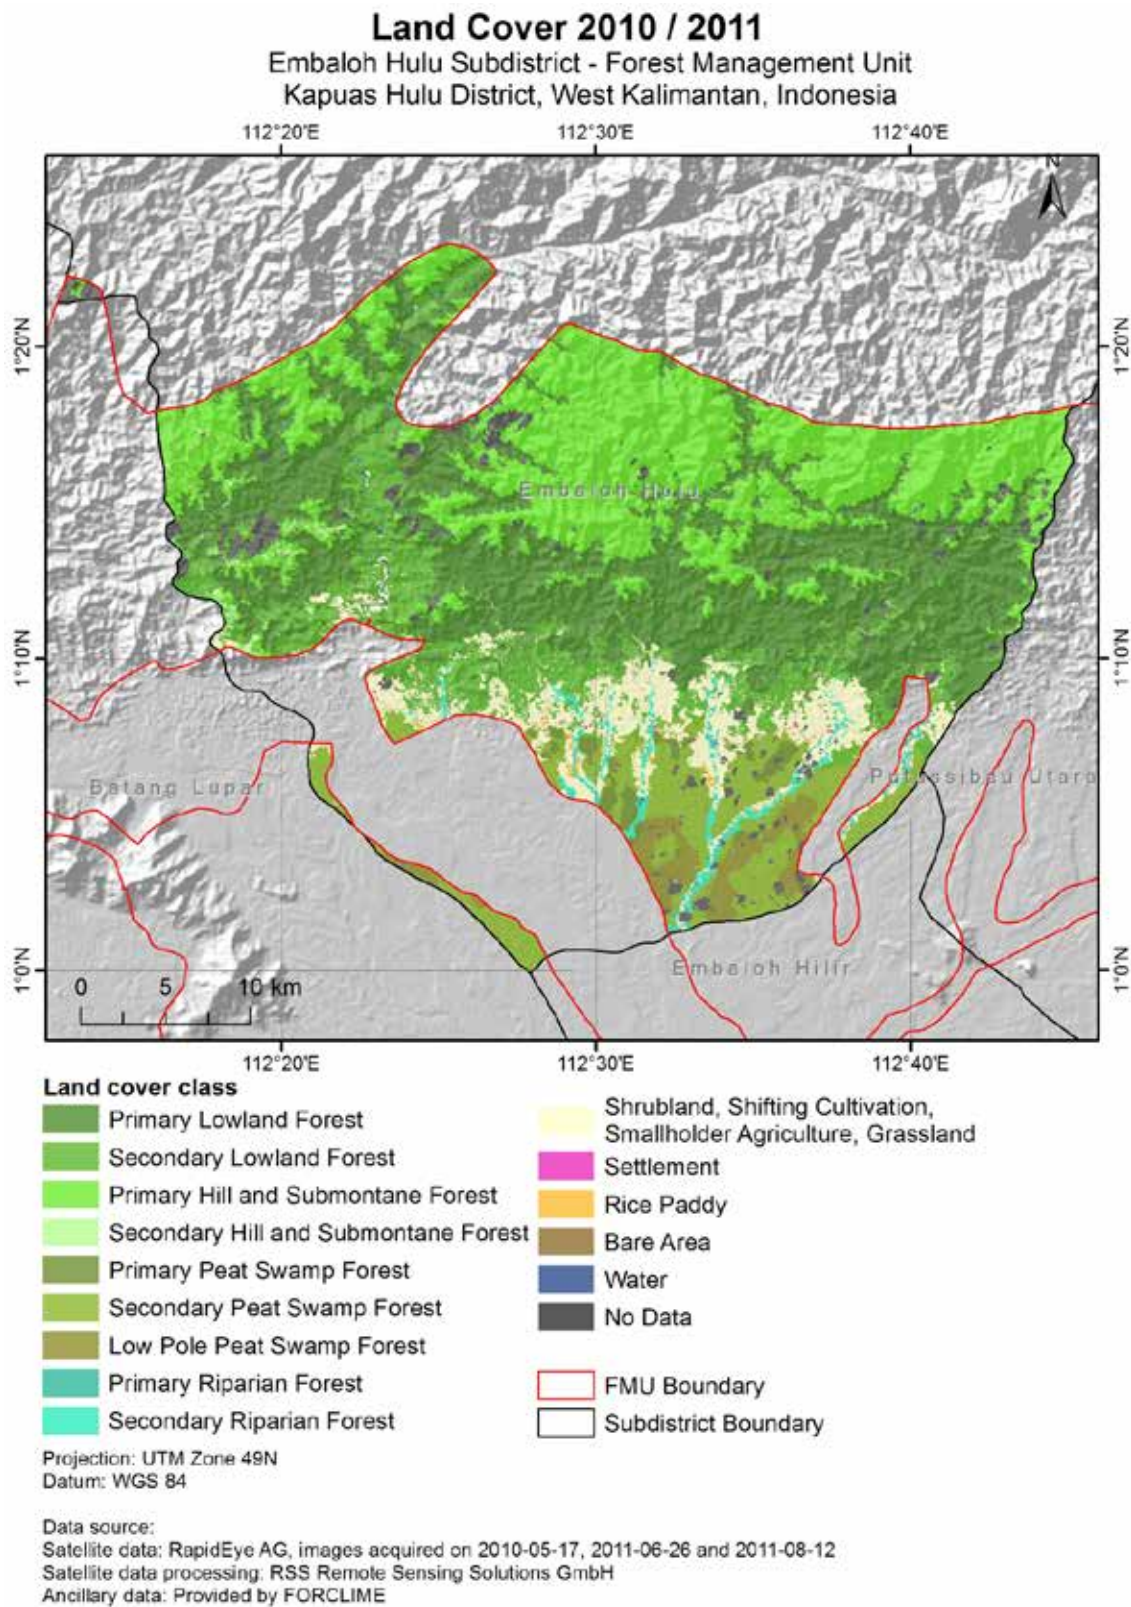 Land Cover 2010 / 2011
Embaloh Hulu Subdistrict - Forest Management Unit
Kapuas Hulu District, West Kalimantan, Indonesia
112°20'E 112°30'E 112°40'E
N
1°20'N 1°20'N
Embaloh Hulu
1°10'N 1°10'N
Batang Lupar
Putussibau Utara
Embaloh Hilir
1°0'N 1°0'N
0 5 10 km
112°20'E 112°30'E 112°40'E
Land cover class
Primary Lowland Forest
Secondary Lowland Forest
Primary Hill and Submontane Forest
Secondary Hill and Submontane Forest
Primary Peat Swamp Forest
Secondary Peat Swamp Forest
Low Pole Peat Swamp Forest
Primary Riparian Forest
Secondary Riparian Forest
Shrubland, Shifting Cultivation,
Smallholder Agriculture, Grassland
Settlement
Rice Paddy
Bare Area
Water
No Data
FMU Boundary
Subdistrict Boundary
Projection: UTM Zone 49N
Datum: WGS 84
Data source:
Satellite data: RapidEye AG, images acquired on 2010-05-17, 2011-06-26 and 2011-08-12
Satellite data processing: RSS Remote Sensing Solutions GmbH
Ancillary data: Provided by FORCLIME